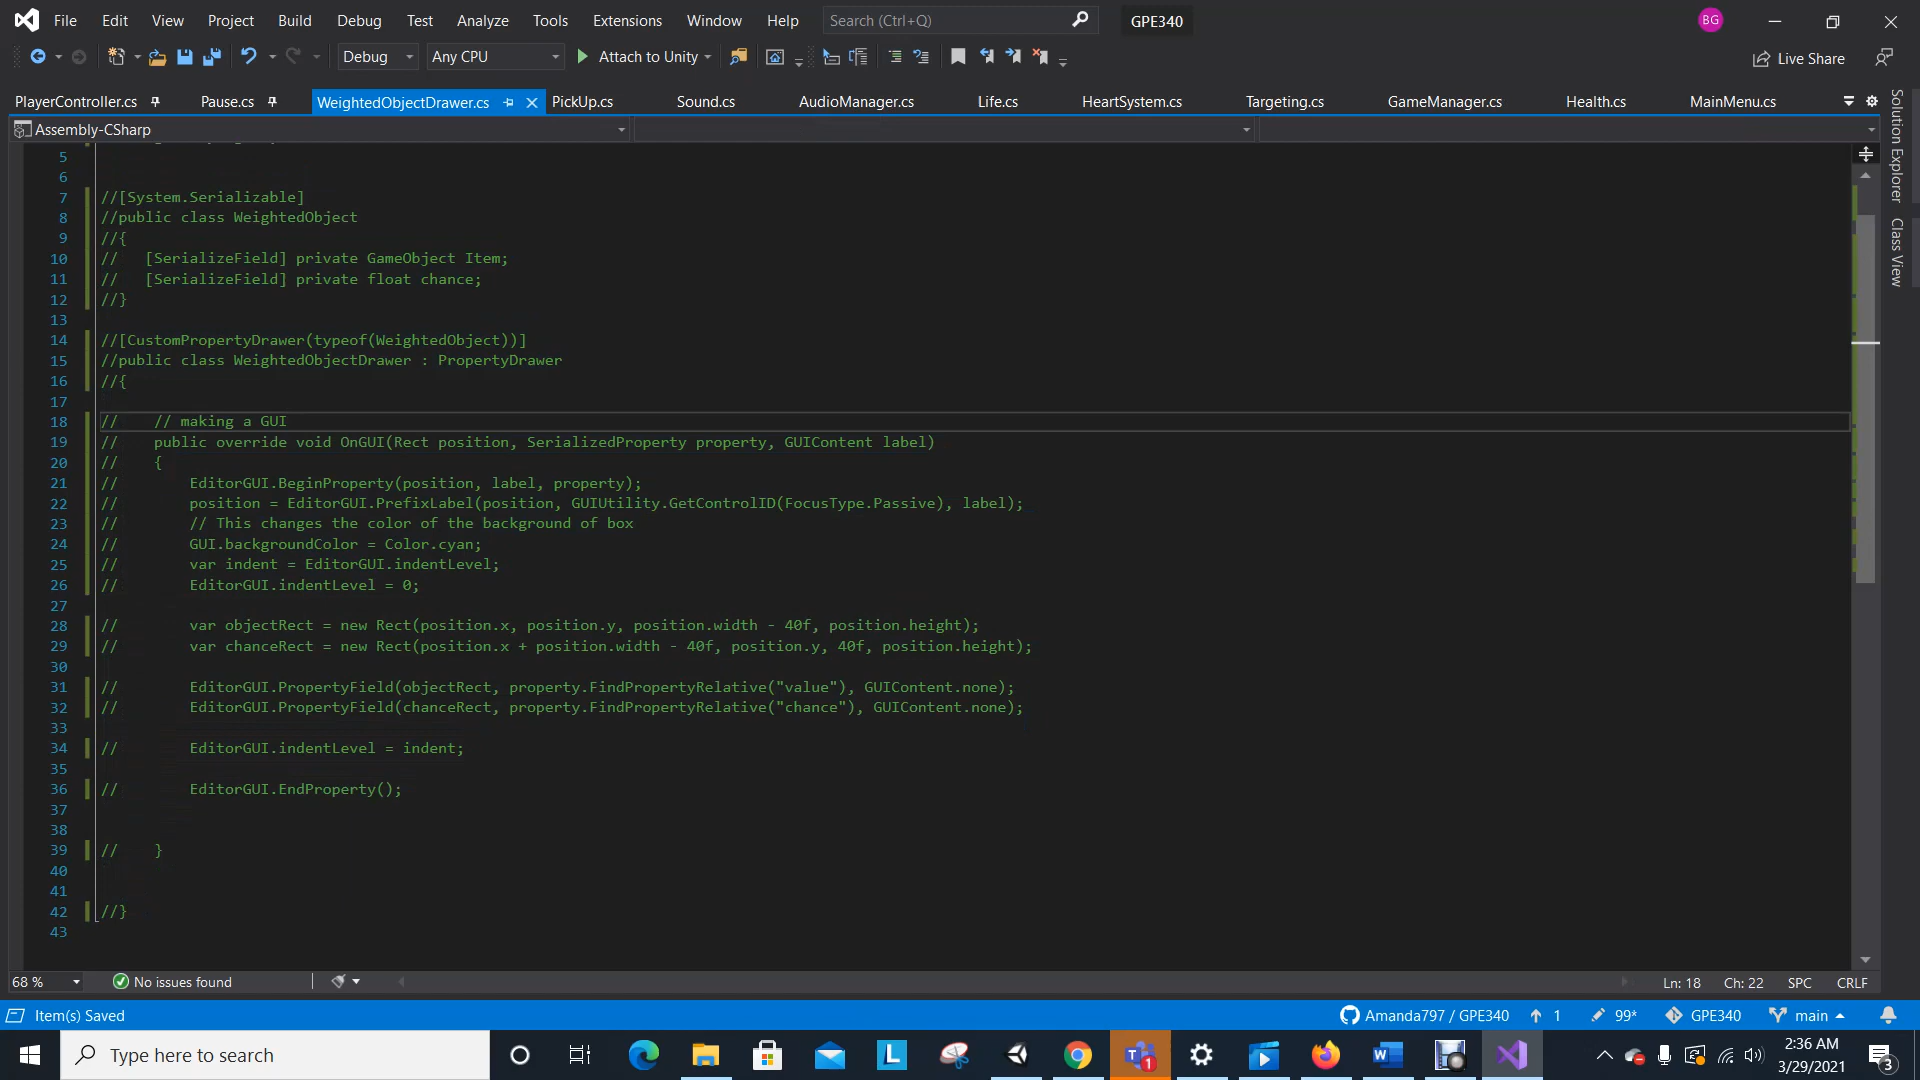 File Edit View Project Build Debug Test Analyze Tools Extensions Window Help Search (Ctrl+Q) GPE340 BG
Debug Any CPU Attach to Unity Live Share
PlayerController.cs Pause.cs WeightedObjectDrawer.cs PickUp.cs Sound.cs AudioManager.cs Life.cs HeartSystem.cs Targeting.cs GameManager.cs Health.cs MainMenu.cs
Assembly-CSharp
Solution Explorer
Class View
5
6
7 //[System.Serializable]
8 //public class WeightedObject
9 //{
10 //   [SerializeField] private GameObject Item;
11 //   [SerializeField] private float chance;
12 //}
13
14 //[CustomPropertyDrawer(typeof(WeightedObject))]
15 //public class WeightedObjectDrawer : PropertyDrawer
16 //{
17
18 //    // making a GUI
19 //    public override void OnGUI(Rect position, SerializedProperty property, GUIContent label)
20 //    {
21 //        EditorGUI.BeginProperty(position, label, property);
22 //        position = EditorGUI.PrefixLabel(position, GUIUtility.GetControlID(FocusType.Passive), label);
23 //        // This changes the color of the background of box
24 //        GUI.backgroundColor = Color.cyan;
25 //        var indent = EditorGUI.indentLevel;
26 //        EditorGUI.indentLevel = 0;
27
28 //        var objectRect = new Rect(position.x, position.y, position.width - 40f, position.height);
29 //        var chanceRect = new Rect(position.x + position.width - 40f, position.y, 40f, position.height);
30
31 //        EditorGUI.PropertyField(objectRect, property.FindPropertyRelative("value"), GUIContent.none);
32 //        EditorGUI.PropertyField(chanceRect, property.FindPropertyRelative("chance"), GUIContent.none);
33
34 //        EditorGUI.indentLevel = indent;
35
36 //        EditorGUI.EndProperty();
37
38
39 //    }
40
41
42 //}
43
68 % No issues found Ln: 18 Ch: 22 SPC CRLF
Item(s) Saved Amanda797 / GPE340 1 99* GPE340 main
Type here to search L 1 2:36 AM
3/29/2021 3